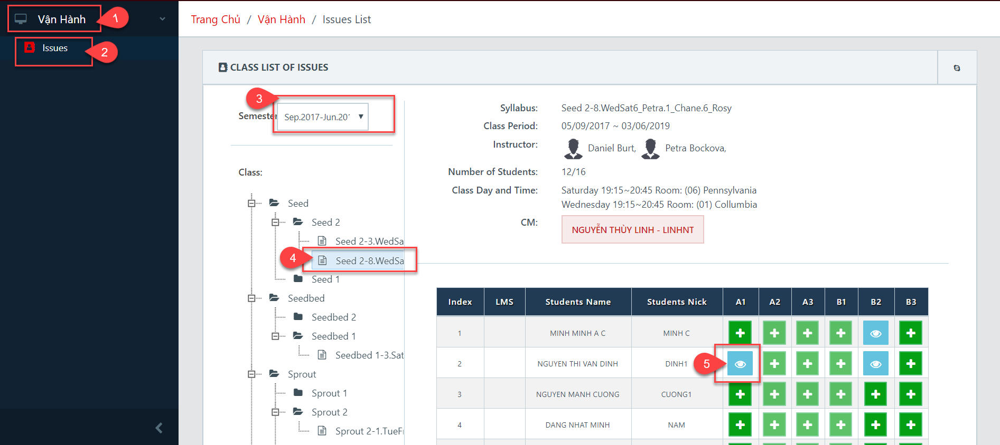 Vận Hành
1
Issues
2
Trang Chủ / Vận Hành / Issues List
CLASS LIST OF ISSUES
3
Semester
Sep.2017-Jun.201
Class:
Seed
Seed 2
Seed 2-3.WedSa
4
Seed 2-8.WedSa
Seed 1
Seedbed
Seedbed 2
Seedbed 1
Seedbed 1-3.Sat
Sprout
Sprout 1
Sprout 2
Sprout 2-1.TueFr
Syllabus: Seed 2-8.WedSat6_Petra.1_Chane.6_Rosy
Class Period: 05/09/2017 ~ 03/06/2019
Instructor: Daniel Burt, Petra Bockova,
Number of Students: 12/16
Class Day and Time: Saturday 19:15~20:45 Room: (06) Pennsylvania
Wednesday 19:15~20:45 Room: (01) Collumbia
CM: NGUYỄN THÙY LINH - LINHNT
Index LMS Students Name Students Nick A1 A2 A3 B1 B2 B3
1 MINH MINH A C MINH C
2 NGUYEN THI VAN DINH DINH1
5
3 NGUYEN MANH CUONG CUONG1
4 DANG NHAT MINH NAM